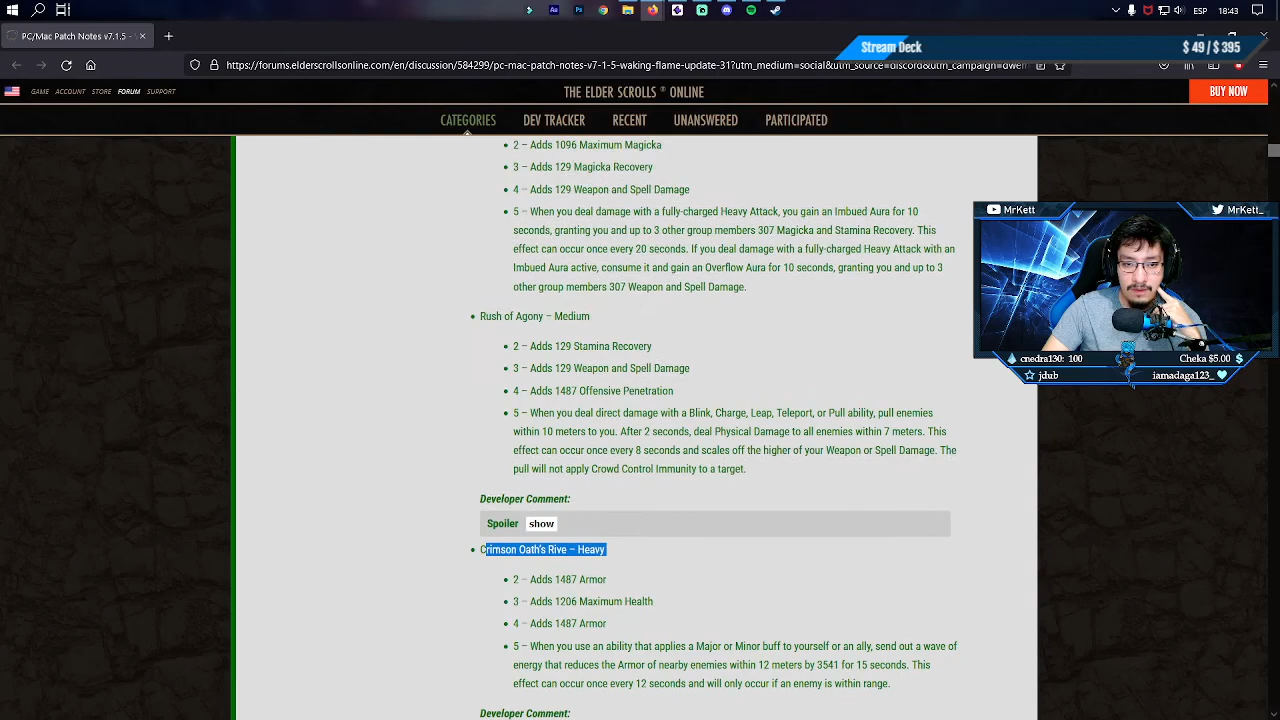 ESP 18:43
PC/Mac Patch Notes v7.1.5 -
Stream Deck $ 49 / $ 395
https://forums.elderscrollsonline.com/en/discussion/584299/pc-mac-patch-notes-v7-1-5-waking-flame-update-31?utm_medium=social&utm_source=discord&utm_campaign=dwem
GAME ACCOUNT STORE FORUM SUPPORT
THE ELDER SCROLLS ® ONLINE
BUY NOW
CATEGORIES DEV TRACKER RECENT UNANSWERED PARTICIPATED
2 – Adds 1096 Maximum Magicka
3 – Adds 129 Magicka Recovery
4 – Adds 129 Weapon and Spell Damage
5 – When you deal damage with a fully-charged Heavy Attack, you gain an Imbued Aura for 10
seconds, granting you and up to 3 other group members 307 Magicka and Stamina Recovery. This
effect can occur once every 20 seconds. If you deal damage with a fully-charged Heavy Attack with an
Imbued Aura active, consume it and gain an Overflow Aura for 10 seconds, granting you and up to 3
other group members 307 Weapon and Spell Damage.
Rush of Agony – Medium
2 – Adds 129 Stamina Recovery
3 – Adds 129 Weapon and Spell Damage
4 – Adds 1487 Offensive Penetration
5 – When you deal direct damage with a Blink, Charge, Leap, Teleport, or Pull ability, pull enemies
within 10 meters to you. After 2 seconds, deal Physical Damage to all enemies within 7 meters. This
effect can occur once every 8 seconds and scales off the higher of your Weapon or Spell Damage. The
pull will not apply Crowd Control Immunity to a target.
Developer Comment:
Spoiler show
Crimson Oath's Rive – Heavy
2 – Adds 1487 Armor
3 – Adds 1206 Maximum Health
4 – Adds 1487 Armor
5 – When you use an ability that applies a Major or Minor buff to yourself or an ally, send out a wave of
energy that reduces the Armor of nearby enemies within 12 meters by 3541 for 15 seconds. This
effect can occur once every 12 seconds and will only occur if an enemy is within range.
Developer Comment:
MrKett MrKett_
cnedra130: 100 Cheka $5.00
jdub iamadaga123_